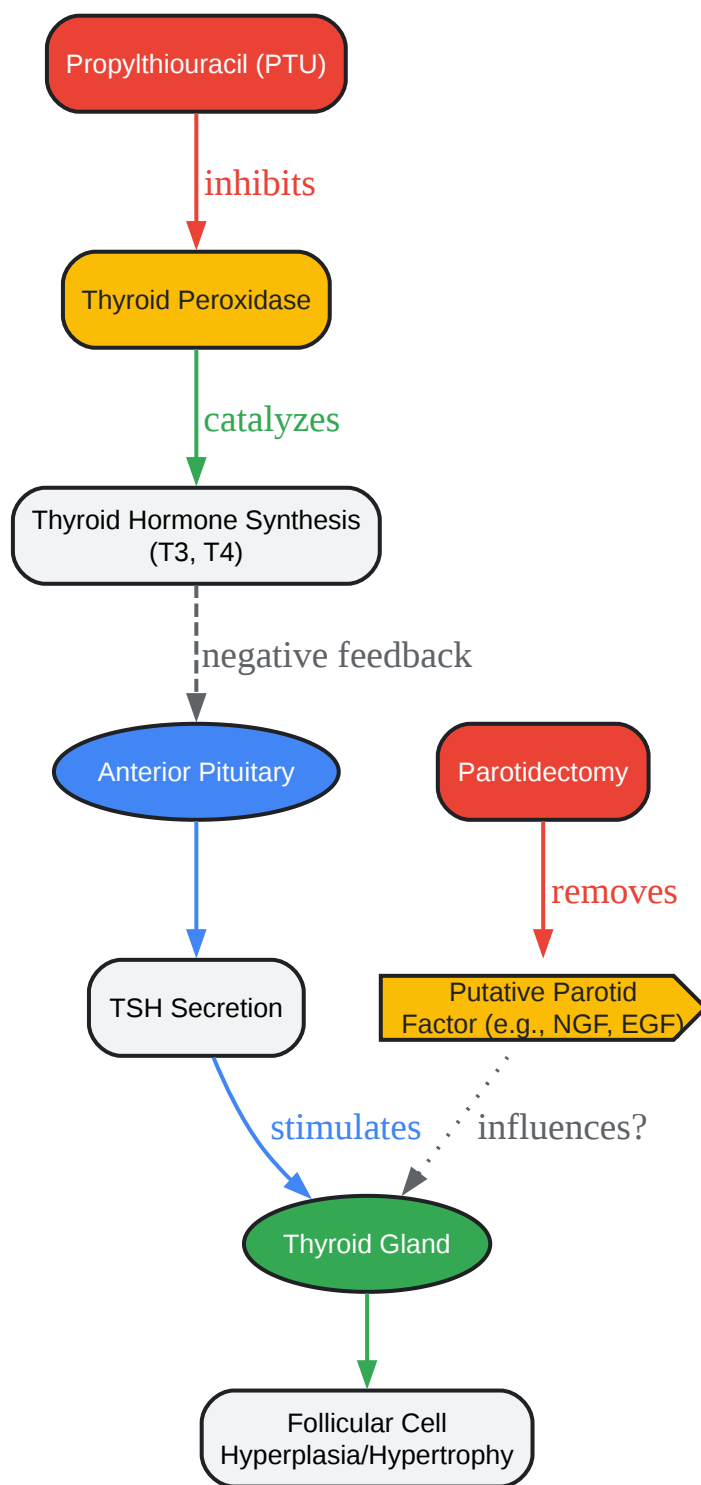 Propylthiouracil (PTU)
inhibits
Thyroid Peroxidase
catalyzes
Thyroid Hormone Synthesis
(T3, T4)
negative feedback
Anterior Pituitary
Parotidectomy
removes
TSH Secretion
Putative Parotid
Factor (e.g., NGF, EGF)
stimulates
influences?
Thyroid Gland
Follicular Cell
Hyperplasia/Hypertrophy